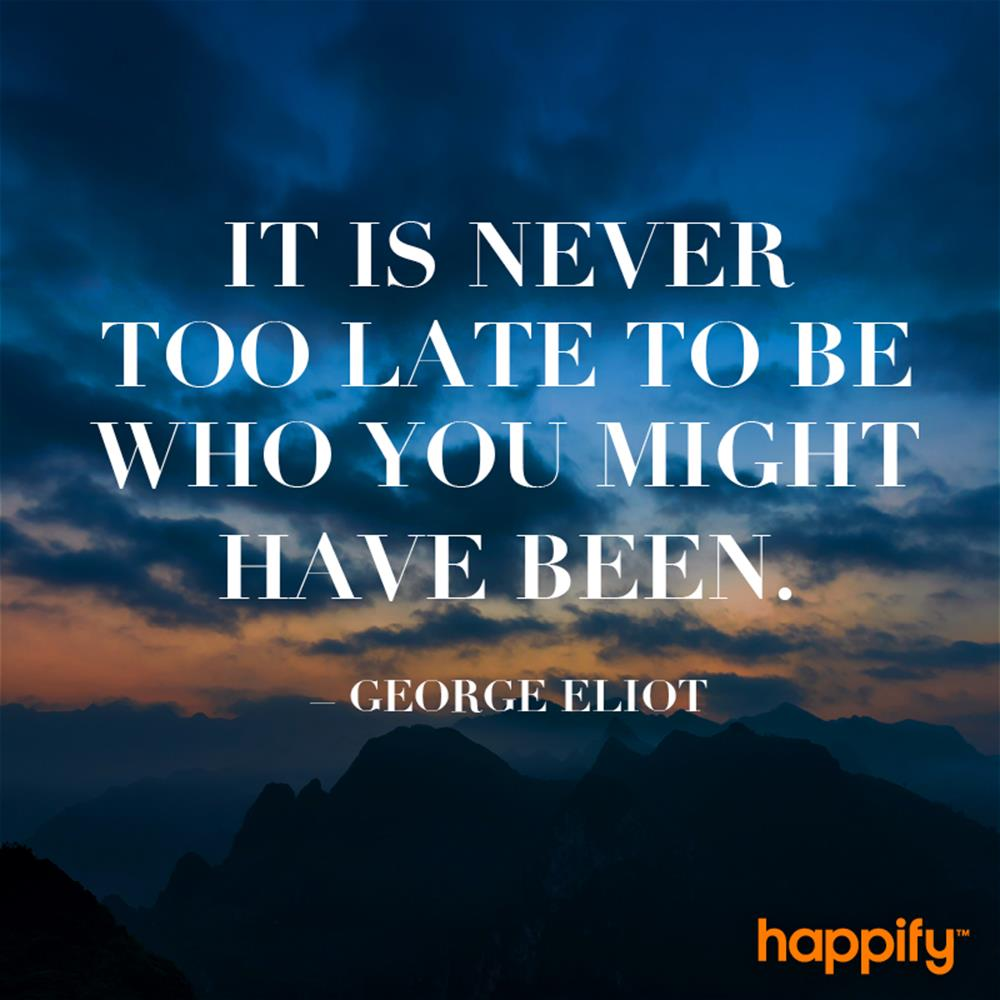 IT IS NEVER
TOO LATE TO BE
WHO YOU MIGHT
HAVE BEEN.
– GEORGE ELIOT
happify™